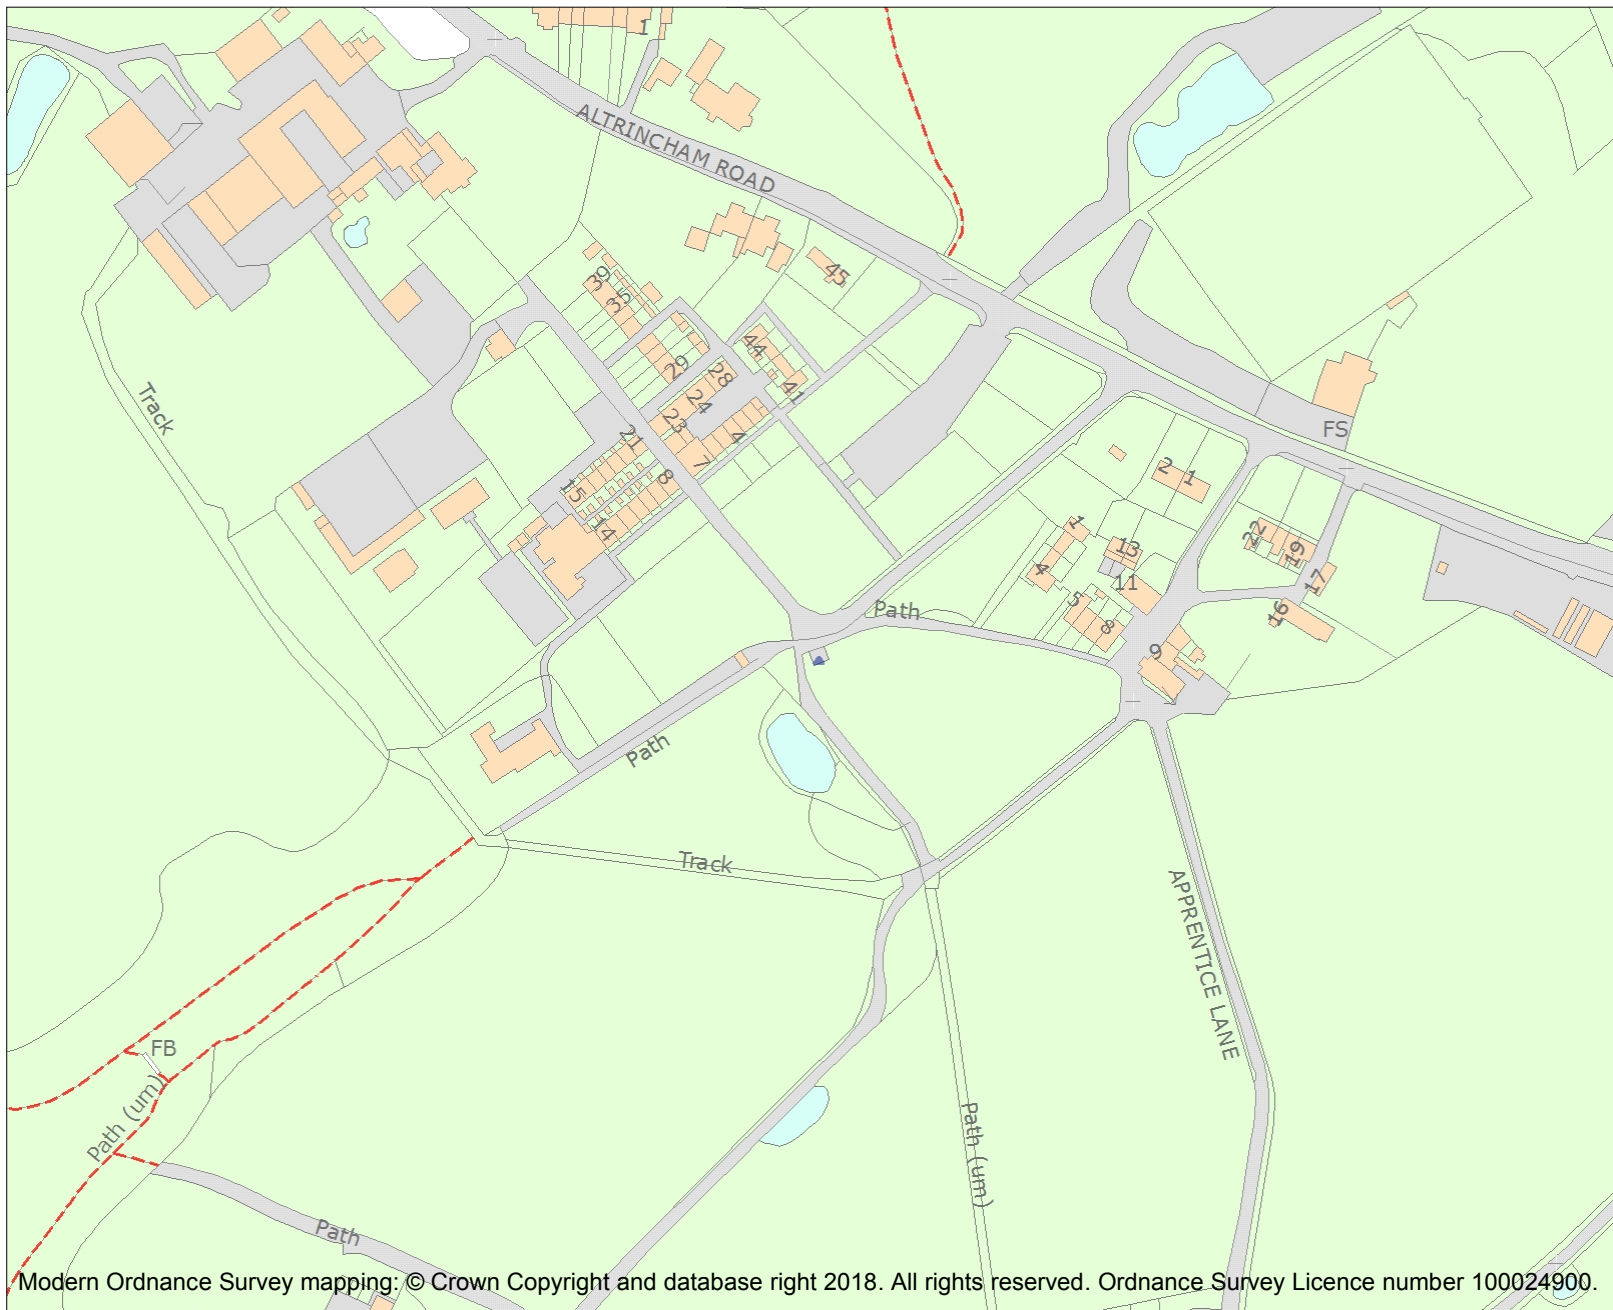 1
ALTRINCHAM ROAD
39
35
45
44
29
28
41
24
23
4
21
7
8
15
14
Track
FS
2
1
1
13
4
11
5
8
9
22
19
17
16
Path
Path
Track
APPRENTICE LANE
FB
Path (um)
Path (um)
Path
Modern Ordnance Survey mapping: © Crown Copyright and database right 2018. All rights reserved. Ordnance Survey Licence number 100024900.